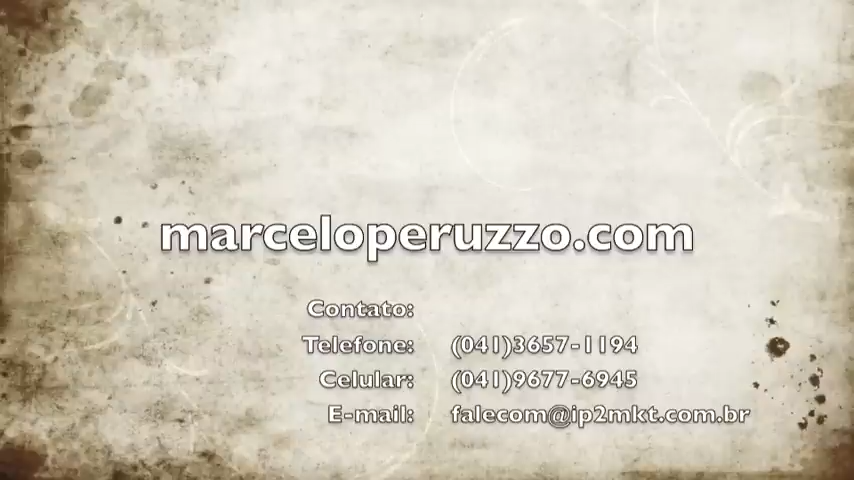 marceloperuzzo.com
Contato:
Telefone: (041)3657-1194
Celular: (041)9677-6945
E-mail: falecom@ip2mkt.com.br